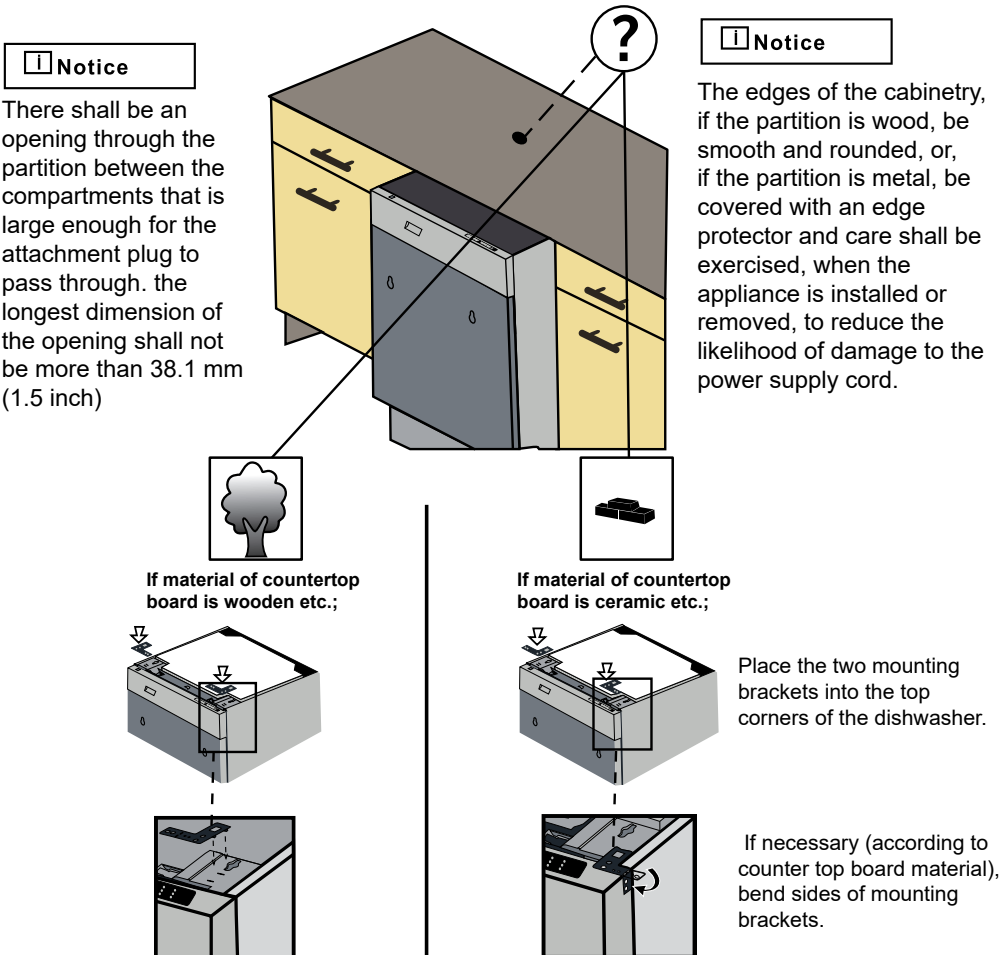 i Notice
There shall be an
opening through the
partition between the
compartments that is
large enough for the
attachment plug to
pass through. the
longest dimension of
the opening shall not
be more than 38.1 mm
(1.5 inch)
?
i Notice
The edges of the cabinetry,
if the partition is wood, be
smooth and rounded, or,
if the partition is metal, be
covered with an edge
protector and care shall be
exercised, when the
appliance is installed or
removed, to reduce the
likelihood of damage to the
power supply cord.
If material of countertop
board is wooden etc.;
If material of countertop
board is ceramic etc.;
Place the two mounting
brackets into the top
corners of the dishwasher.
If necessary (according to
counter top board material),
bend sides of mounting
brackets.